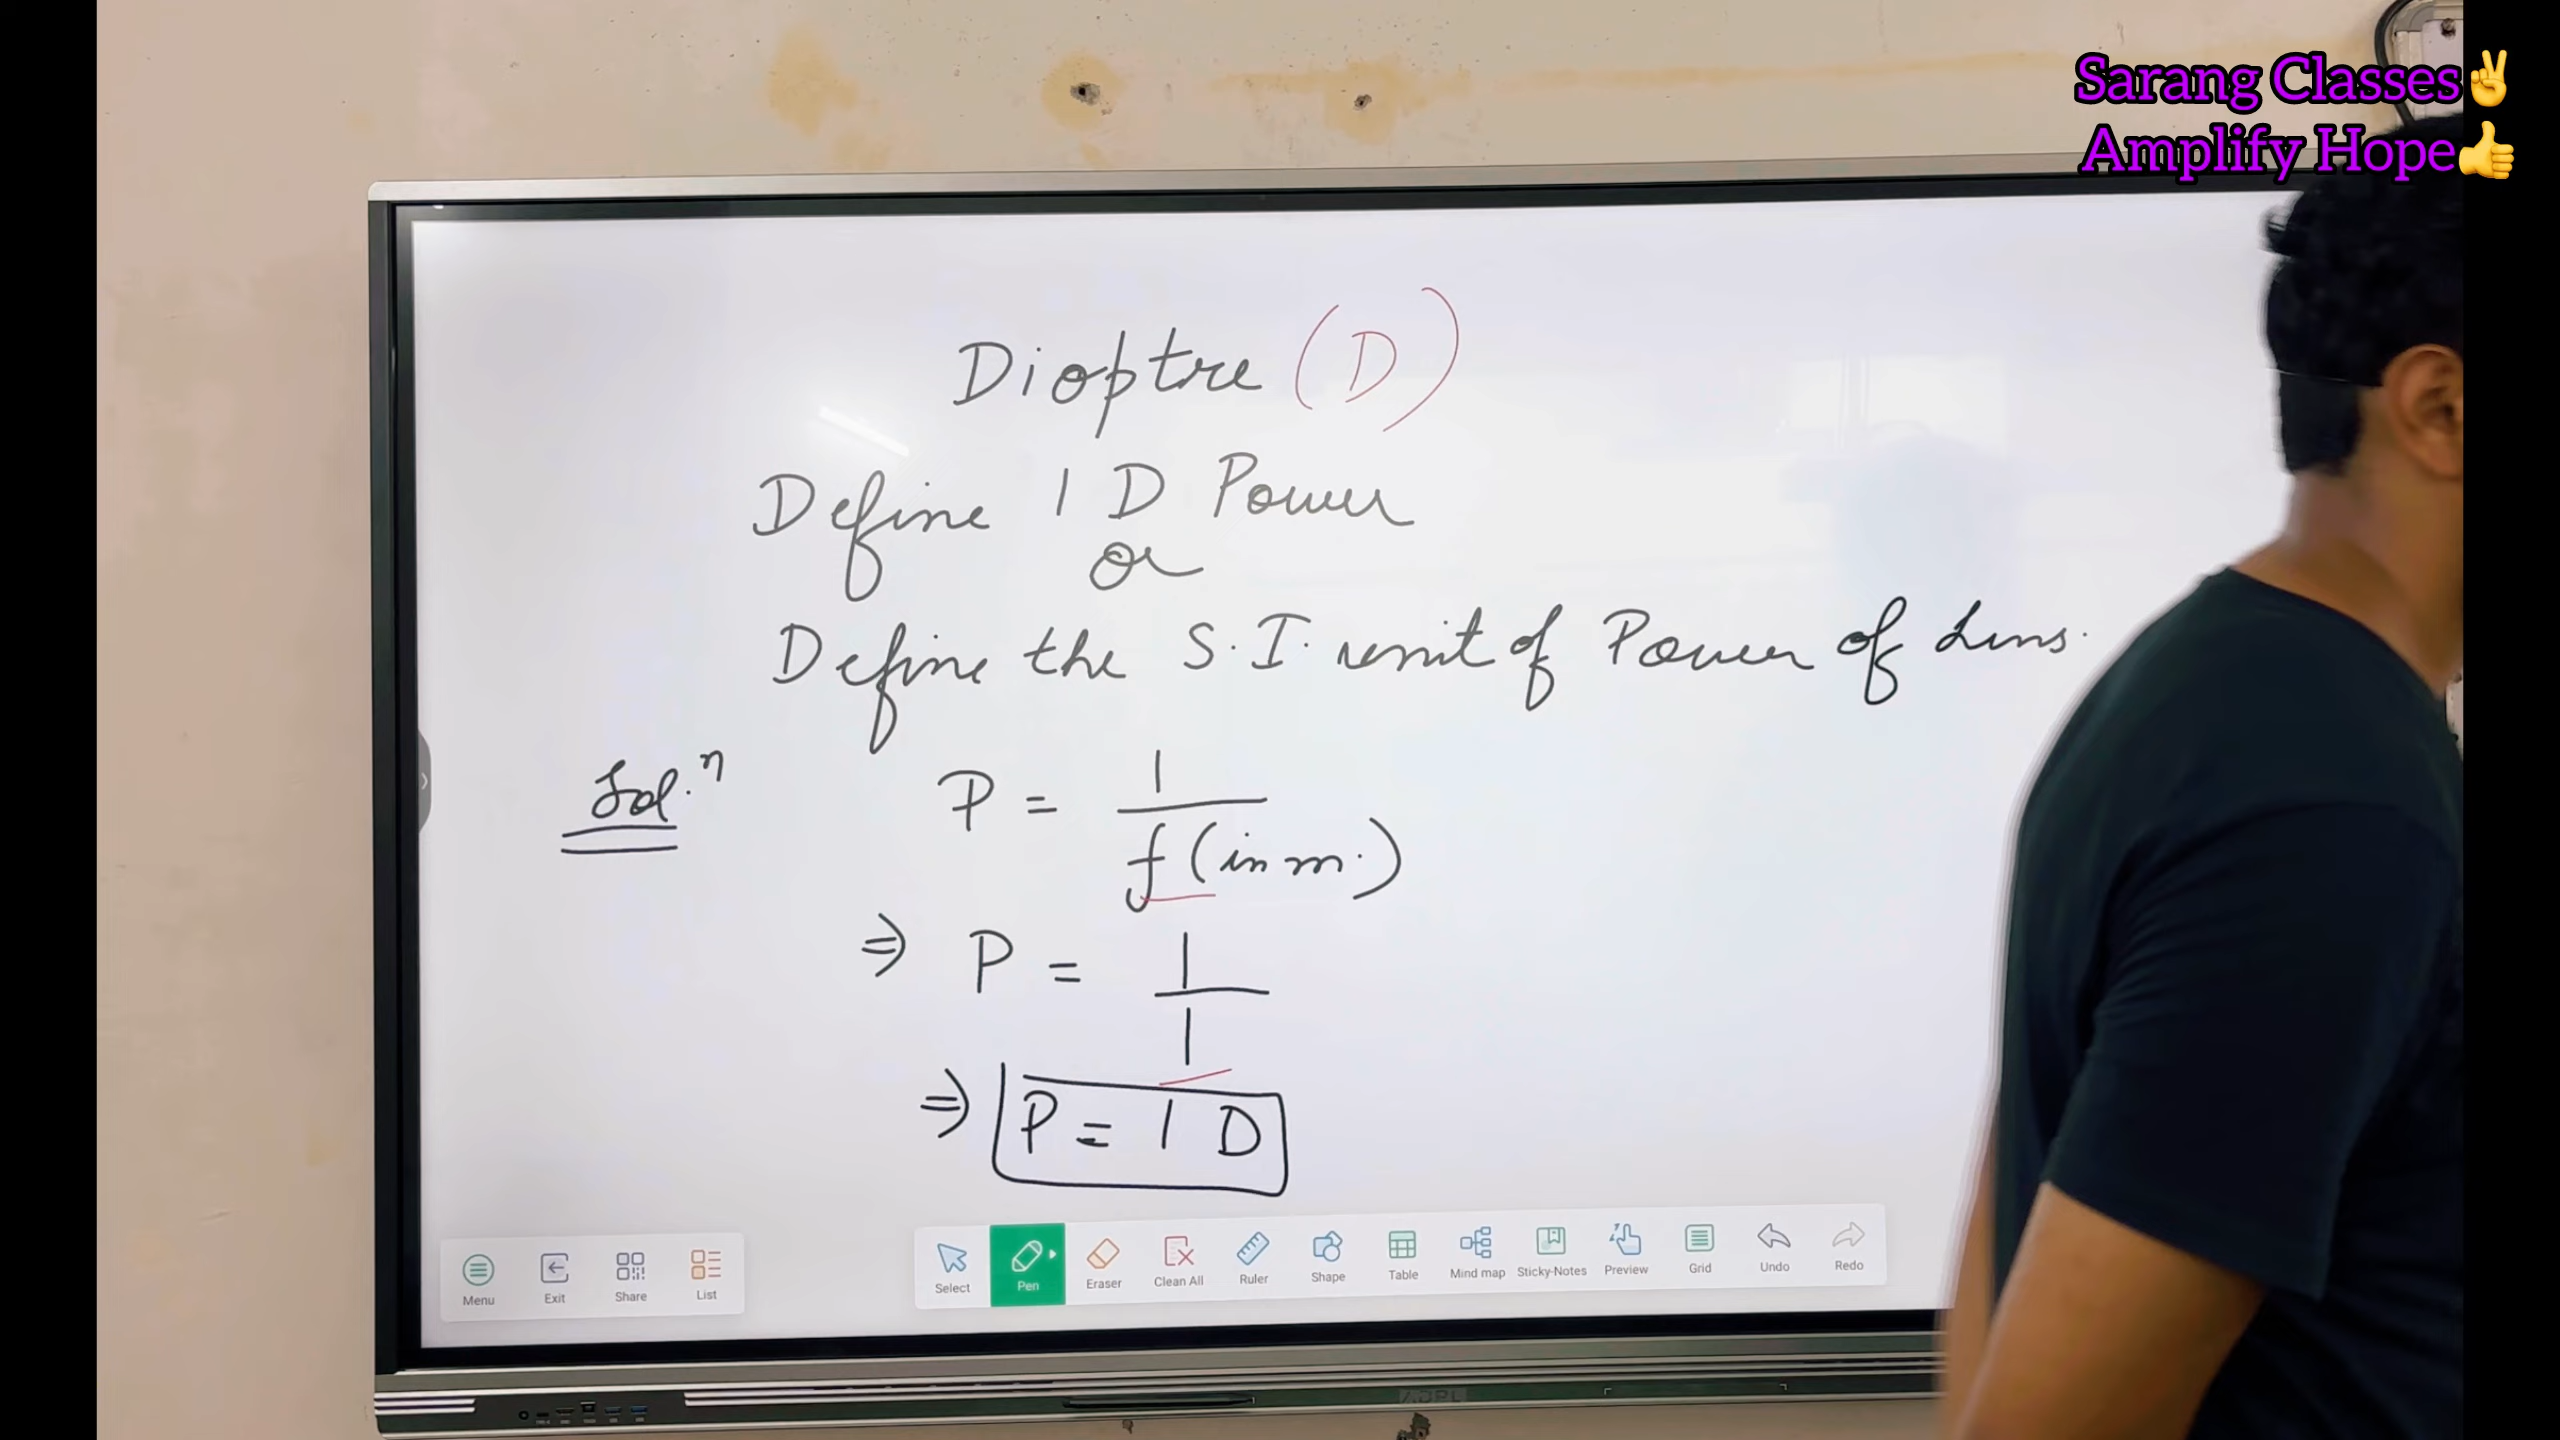 Sarang Classes✌️
Amplify Hope👍
Dioptre (D)
Define 1 D Power
or
Define the S.I. unit of Power of Lens.
Sol.n
P = 1 / f (in m.)
⇒ P = 1 / 1
⇒ P = 1 D
Menu Exit Share List Select Pen Eraser Clean All Ruler Shape Table Mind map Sticky-Notes Preview Grid Undo Redo